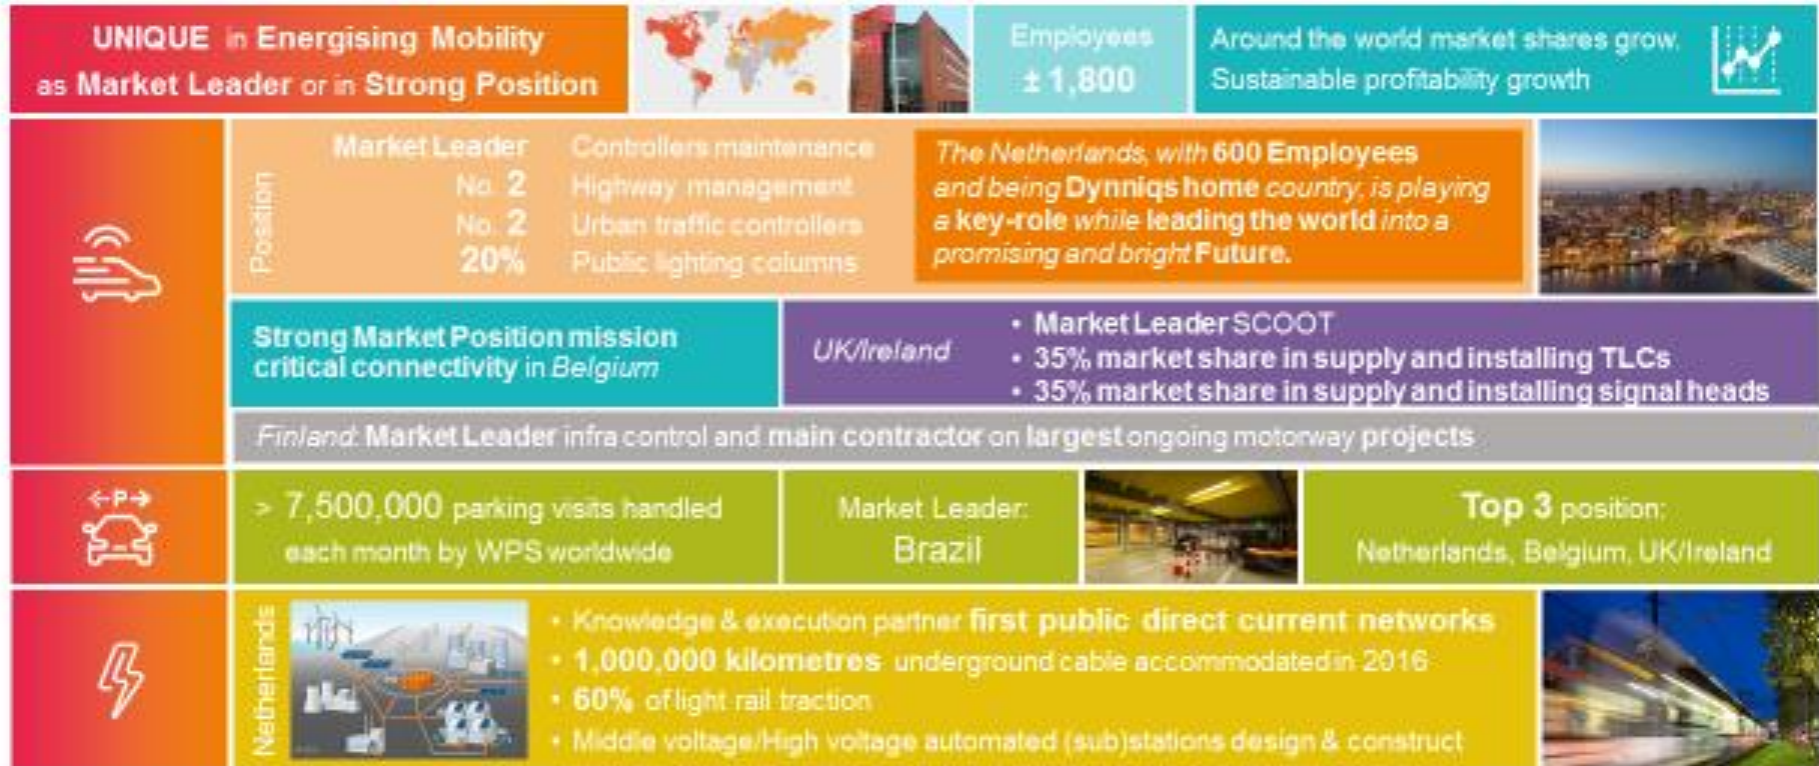 UNIQUE in Energising Mobility
as Market Leader or in Strong Position
Employees
± 1,800
Around the world market shares grow.
Sustainable profitability growth
Position
Market Leader Controllers maintenance
No. 2 Highway management
No. 2 Urban traffic controllers
20% Public lighting columns
The Netherlands, with 600 Employees
and being Dynniqs home country, is playing
a key-role while leading the world into a
promising and bright Future.
Strong Market Position mission
critical connectivity in Belgium
UK/Ireland
• Market Leader SCOOT
• 35% market share in supply and installing TLCs
• 35% market share in supply and installing signal heads
Finland: Market Leader infra control and main contractor on largest ongoing motorway projects
←P→
> 7,500,000 parking visits handled
each month by WPS worldwide
Market Leader:
Brazil
Top 3 position:
Netherlands, Belgium, UK/Ireland
Netherlands
• Knowledge & execution partner first public direct current networks
• 1,000,000 kilometres underground cable accommodated in 2016
• 60% of light rail traction
• Middle voltage/High voltage automated (sub)stations design & construct